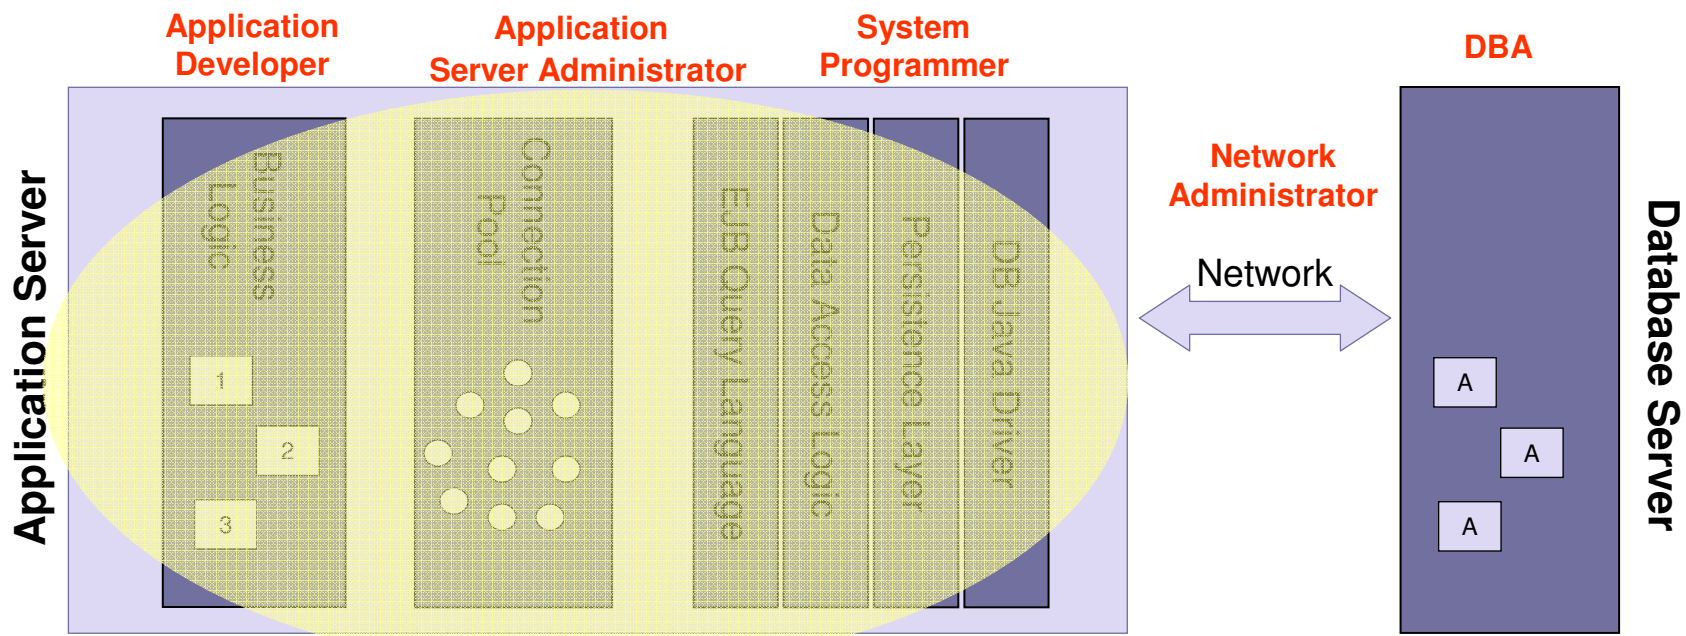 Application
Developer
Application
Server Administrator
System
Programmer
DBA
Application Server
Business
Logic
Connection
Pool
EJB Query Language
Data Access Logic
Persistence Layer
DB Java Driver
Network
Administrator
Network
Database Server
1
2
3
A
A
A